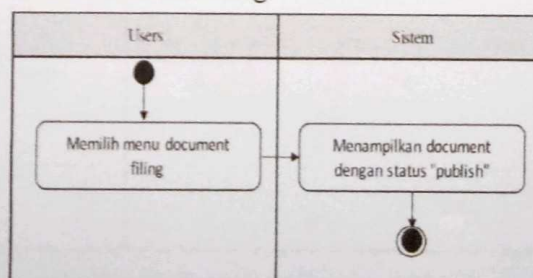 Users
Sistem
Memilih menu document
filing
Menampilkan document
dengan status "publish"